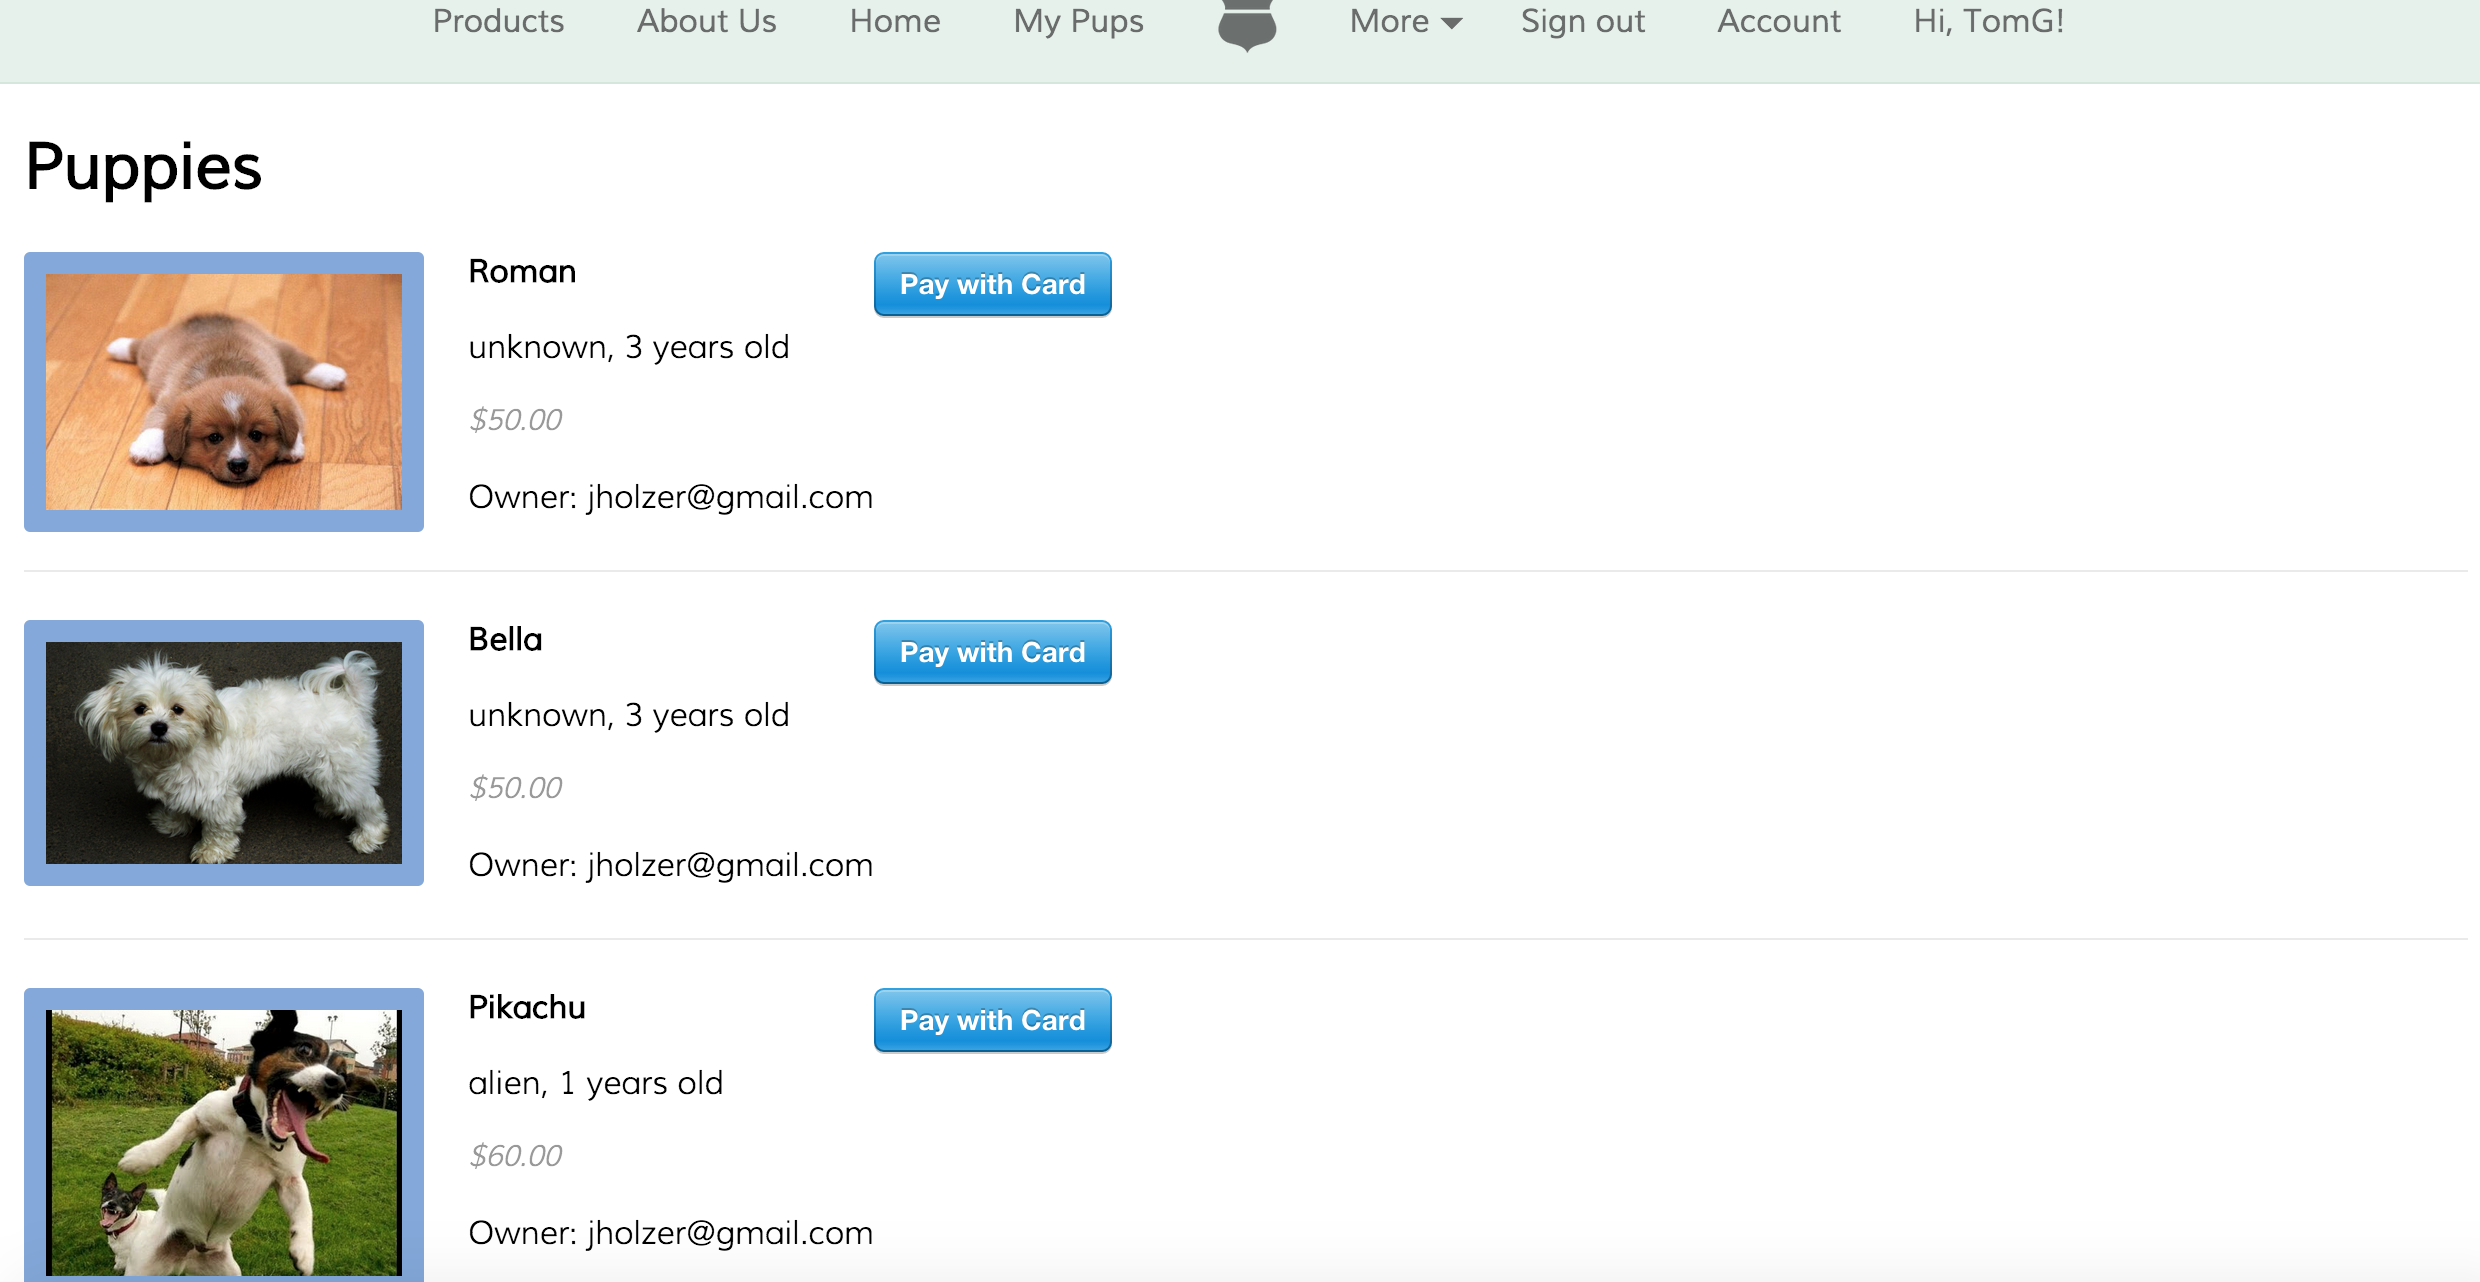 Products About Us Home My Pups More Sign out Account Hi, TomG!
Puppies
Roman
Pay with Card
unknown, 3 years old
$50.00
Owner: jholzer@gmail.com
Bella
Pay with Card
unknown, 3 years old
$50.00
Owner: jholzer@gmail.com
Pikachu
Pay with Card
alien, 1 years old
$60.00
Owner: jholzer@gmail.com